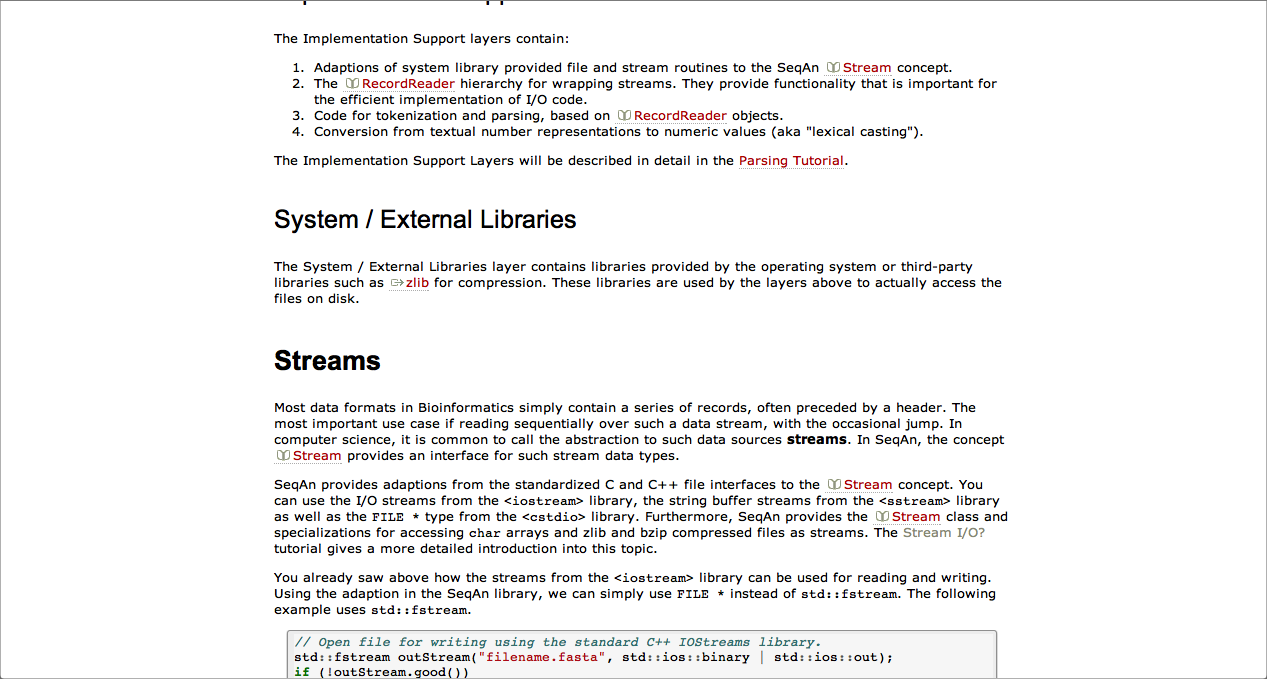 The Implementation Support layers contain:
1. Adaptions of system library provided file and stream routines to the SeqAn Stream concept.
2. The RecordReader hierarchy for wrapping streams. They provide functionality that is important for
the efficient implementation of I/O code.
3. Code for tokenization and parsing, based on RecordReader objects.
4. Conversion from textual number representations to numeric values (aka "lexical casting").
The Implementation Support Layers will be described in detail in the Parsing Tutorial.
System / External Libraries
The System / External Libraries layer contains libraries provided by the operating system or third-party
libraries such as zlib for compression. These libraries are used by the layers above to actually access the
files on disk.
Streams
Most data formats in Bioinformatics simply contain a series of records, often preceded by a header. The
most important use case if reading sequentially over such a data stream, with the occasional jump. In
computer science, it is common to call the abstraction to such data sources streams. In SeqAn, the concept
Stream provides an interface for such stream data types.
SeqAn provides adaptions from the standardized C and C++ file interfaces to the Stream concept. You
can use the I/O streams from the <iostream> library, the string buffer streams from the <sstream> library
as well as the FILE * type from the <cstdio> library. Furthermore, SeqAn provides the Stream class and
specializations for accessing char arrays and zlib and bzip compressed files as streams. The Stream I/O?
tutorial gives a more detailed introduction into this topic.
You already saw above how the streams from the <iostream> library can be used for reading and writing.
Using the adaption in the SeqAn library, we can simply use FILE * instead of std::fstream. The following
example uses std::fstream.
// Open file for writing using the standard C++ IOStreams library.
std::fstream outStream("filename.fasta", std::ios::binary | std::ios::out);
if (!outStream.good())